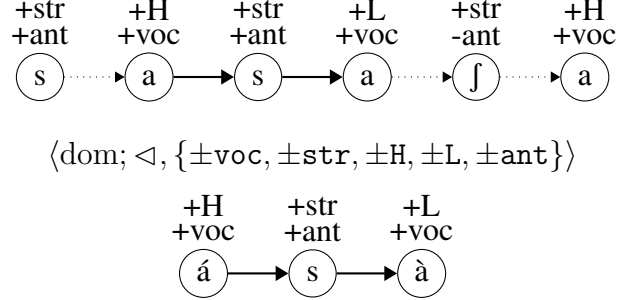 +str +H +str +L +str +H
+ant +voc +ant +voc -ant +voc
s a s a ʃ a
⟨dom; ◁, {±voc, ±str, ±H, ±L, ±ant}⟩
+H +str +L
+voc +ant +voc
á s à